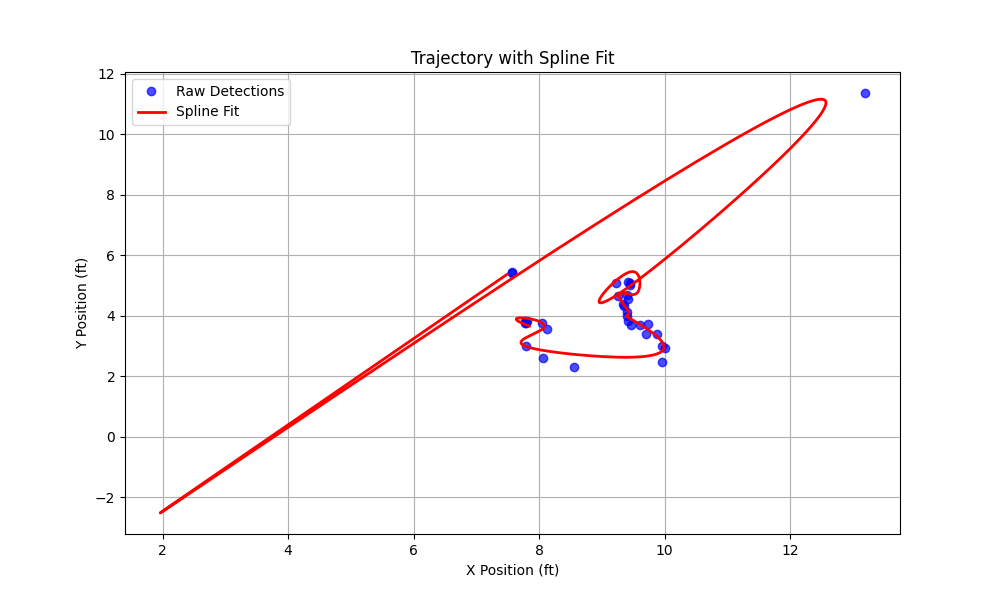 Trajectory with Spline Fit
Raw Detections
Spline Fit
12
10
8
6
4
2
0
−2
Y Position (ft)
2 4 6 8 10 12
X Position (ft)